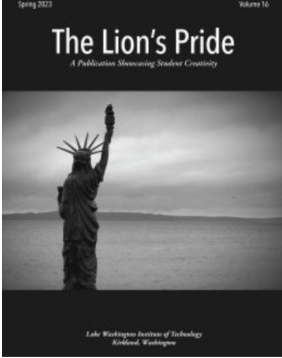 Spring 2023
Volume 16
The Lion's Pride
A Publication Showcasing Student Creativity
Lake Washington Institute of Technology
Kirkland, Washington